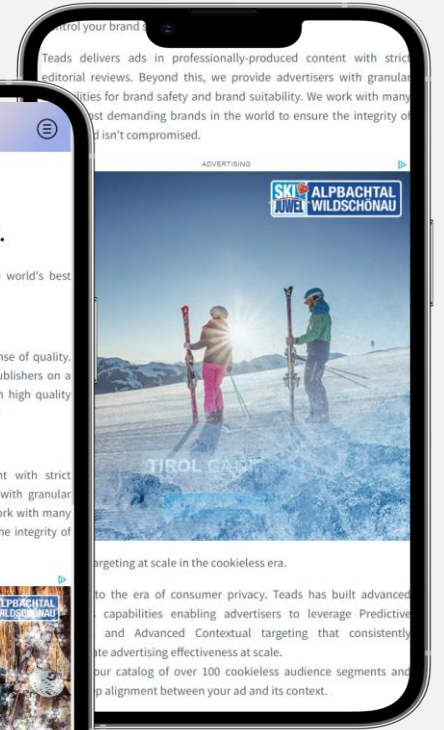 ntrol your brand s
Teads delivers ads in professionally-produced content with strict
editorial reviews. Beyond this, we provide advertisers with granular
ilities for brand safety and brand suitability. We work with many
ost demanding brands in the world to ensure the integrity of
d isn't compromised.
ADVERTISING
SKI JUWEL ALPBACHTAL WILDSCHÖNAU
TIROL CARD
argeting at scale in the cookieless era.
to the era of consumer privacy. Teads has built advanced
capabilities enabling advertisers to leverage Predictive
and Advanced Contextual targeting that consistently
ate advertising effectiveness at scale.
our catalog of over 100 cookieless audience segments and
p alignment between your ad and its context.
.
world's best
nse of quality.
ublishers on a
n high quality
nt with strict
with granular
ork with many
he integrity of
LPBACHTAL
WILDSCHÖNAU